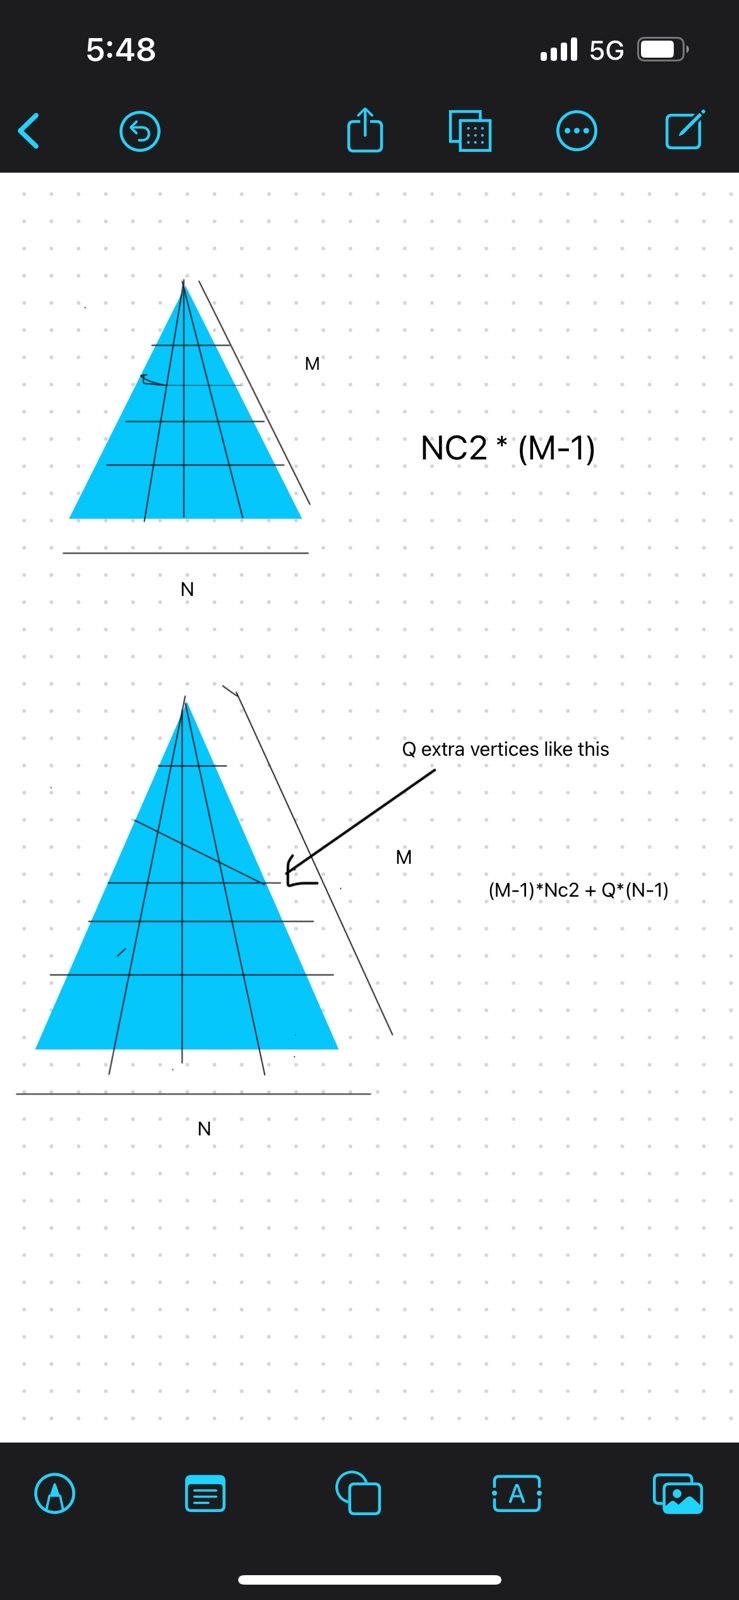 5:48
5G
M
NC2 * (M-1)
N
Q extra vertices like this
M
(M-1)*Nc2 + Q*(N-1)
N
A